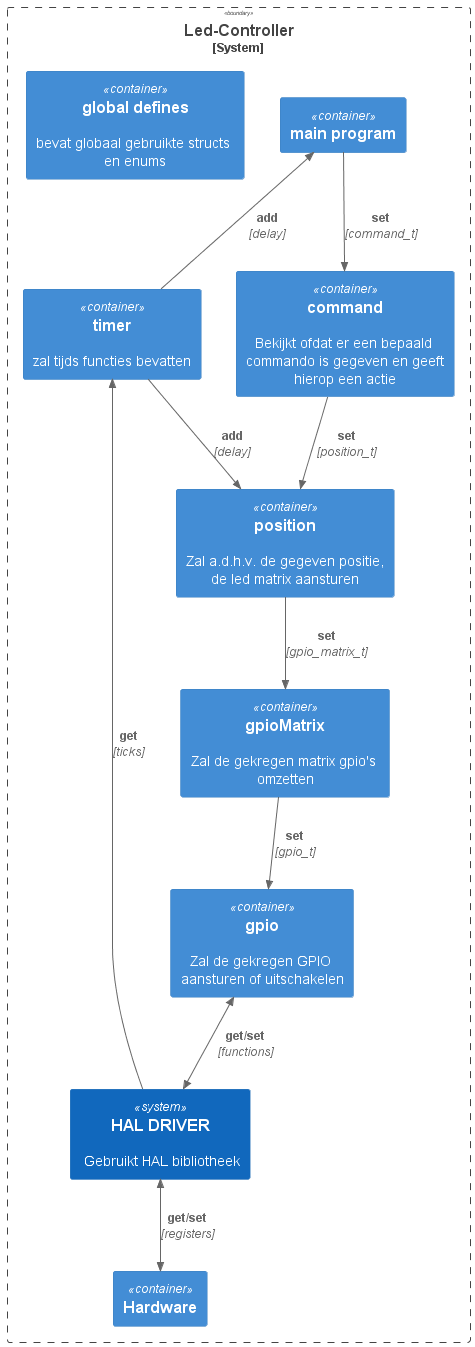 «boundary»
Led-Controller
[System]
«container»
global defines
bevat globaal gebruikte structs
en enums
«container»
main program
add
[delay]
set
[command_t]
«container»
timer
zal tijds functies bevatten
«container»
command
Bekijkt ofdat er een bepaald
commando is gegeven en geeft
hierop een actie
add
[delay]
set
[position_t]
«container»
position
Zal a.d.h.v. de gegeven positie,
de led matrix aansturen
set
[gpio_matrix_t]
«container»
gpioMatrix
Zal de gekregen matrix gpio's
omzetten
get
[ticks]
set
[gpio_t]
«container»
gpio
Zal de gekregen GPIO
aansturen of uitschakelen
get/set
[functions]
«system»
HAL DRIVER
Gebruikt HAL bibliotheek
get/set
[registers]
«container»
Hardware